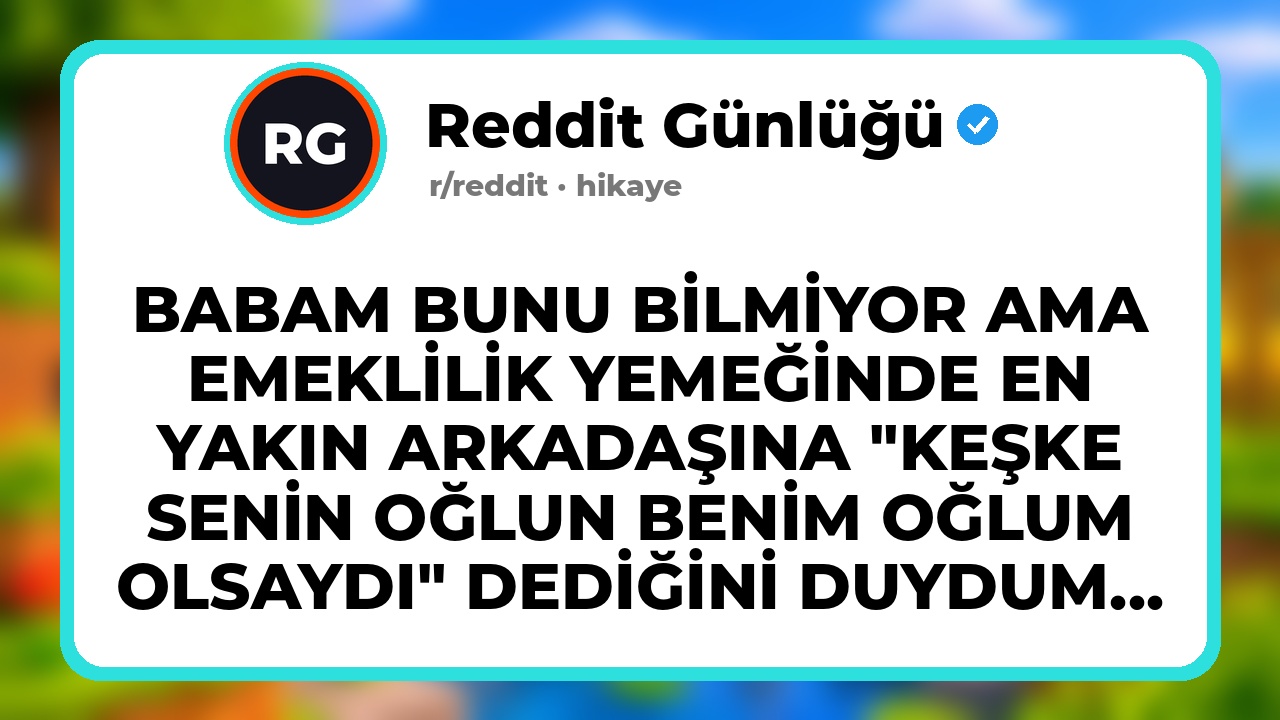 RG
Reddit Günlüğü
r/reddit • hikaye
BABAM BUNU BİLMİYOR AMA
EMEKLİLİK YEMEĞİNDE EN
YAKIN ARKADAŞINA "KEŞKE
SENİN OĞLUN BENİM OĞLUM
OLSAYDI" DEDİĞİNİ DUYDUM...